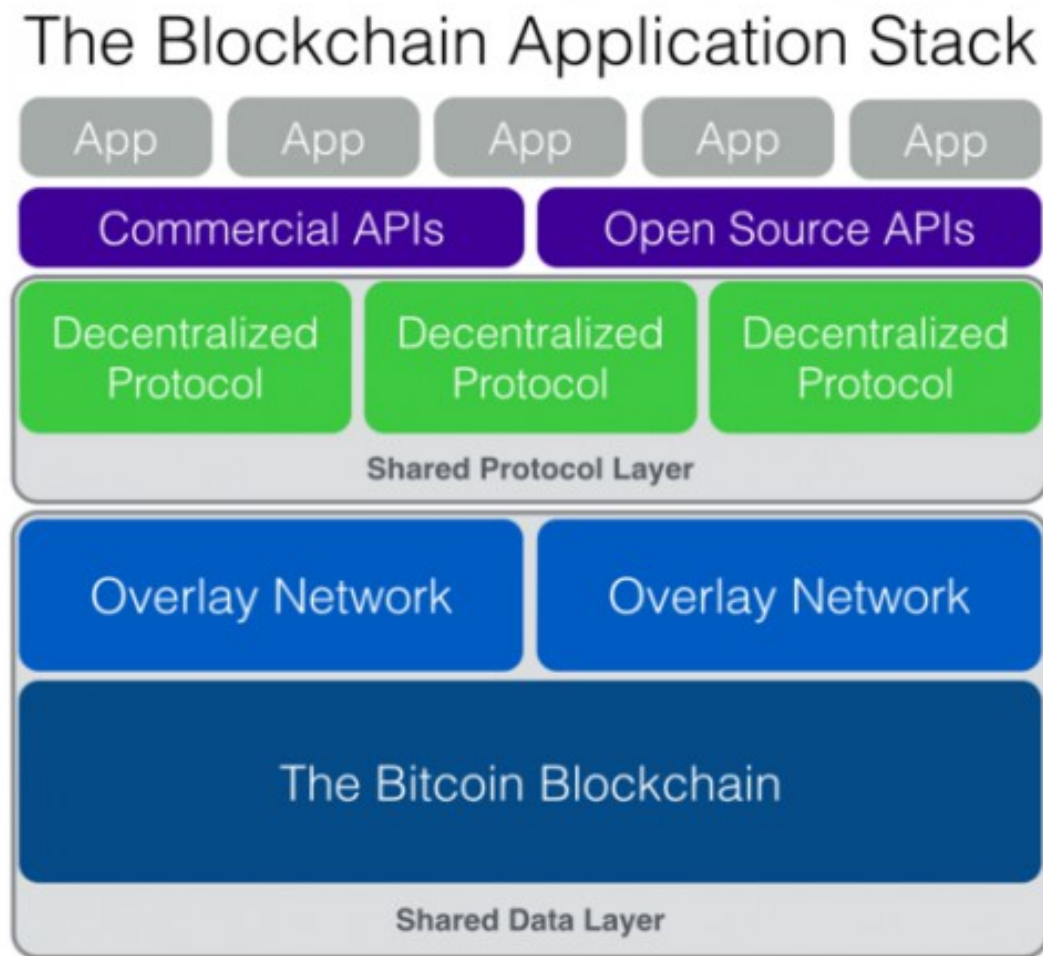 The Blockchain Application Stack
App App App App App
Commercial APIs Open Source APIs
Decentralized Decentralized Decentralized
Protocol Protocol Protocol
Shared Protocol Layer
Overlay Network Overlay Network
The Bitcoin Blockchain
Shared Data Layer